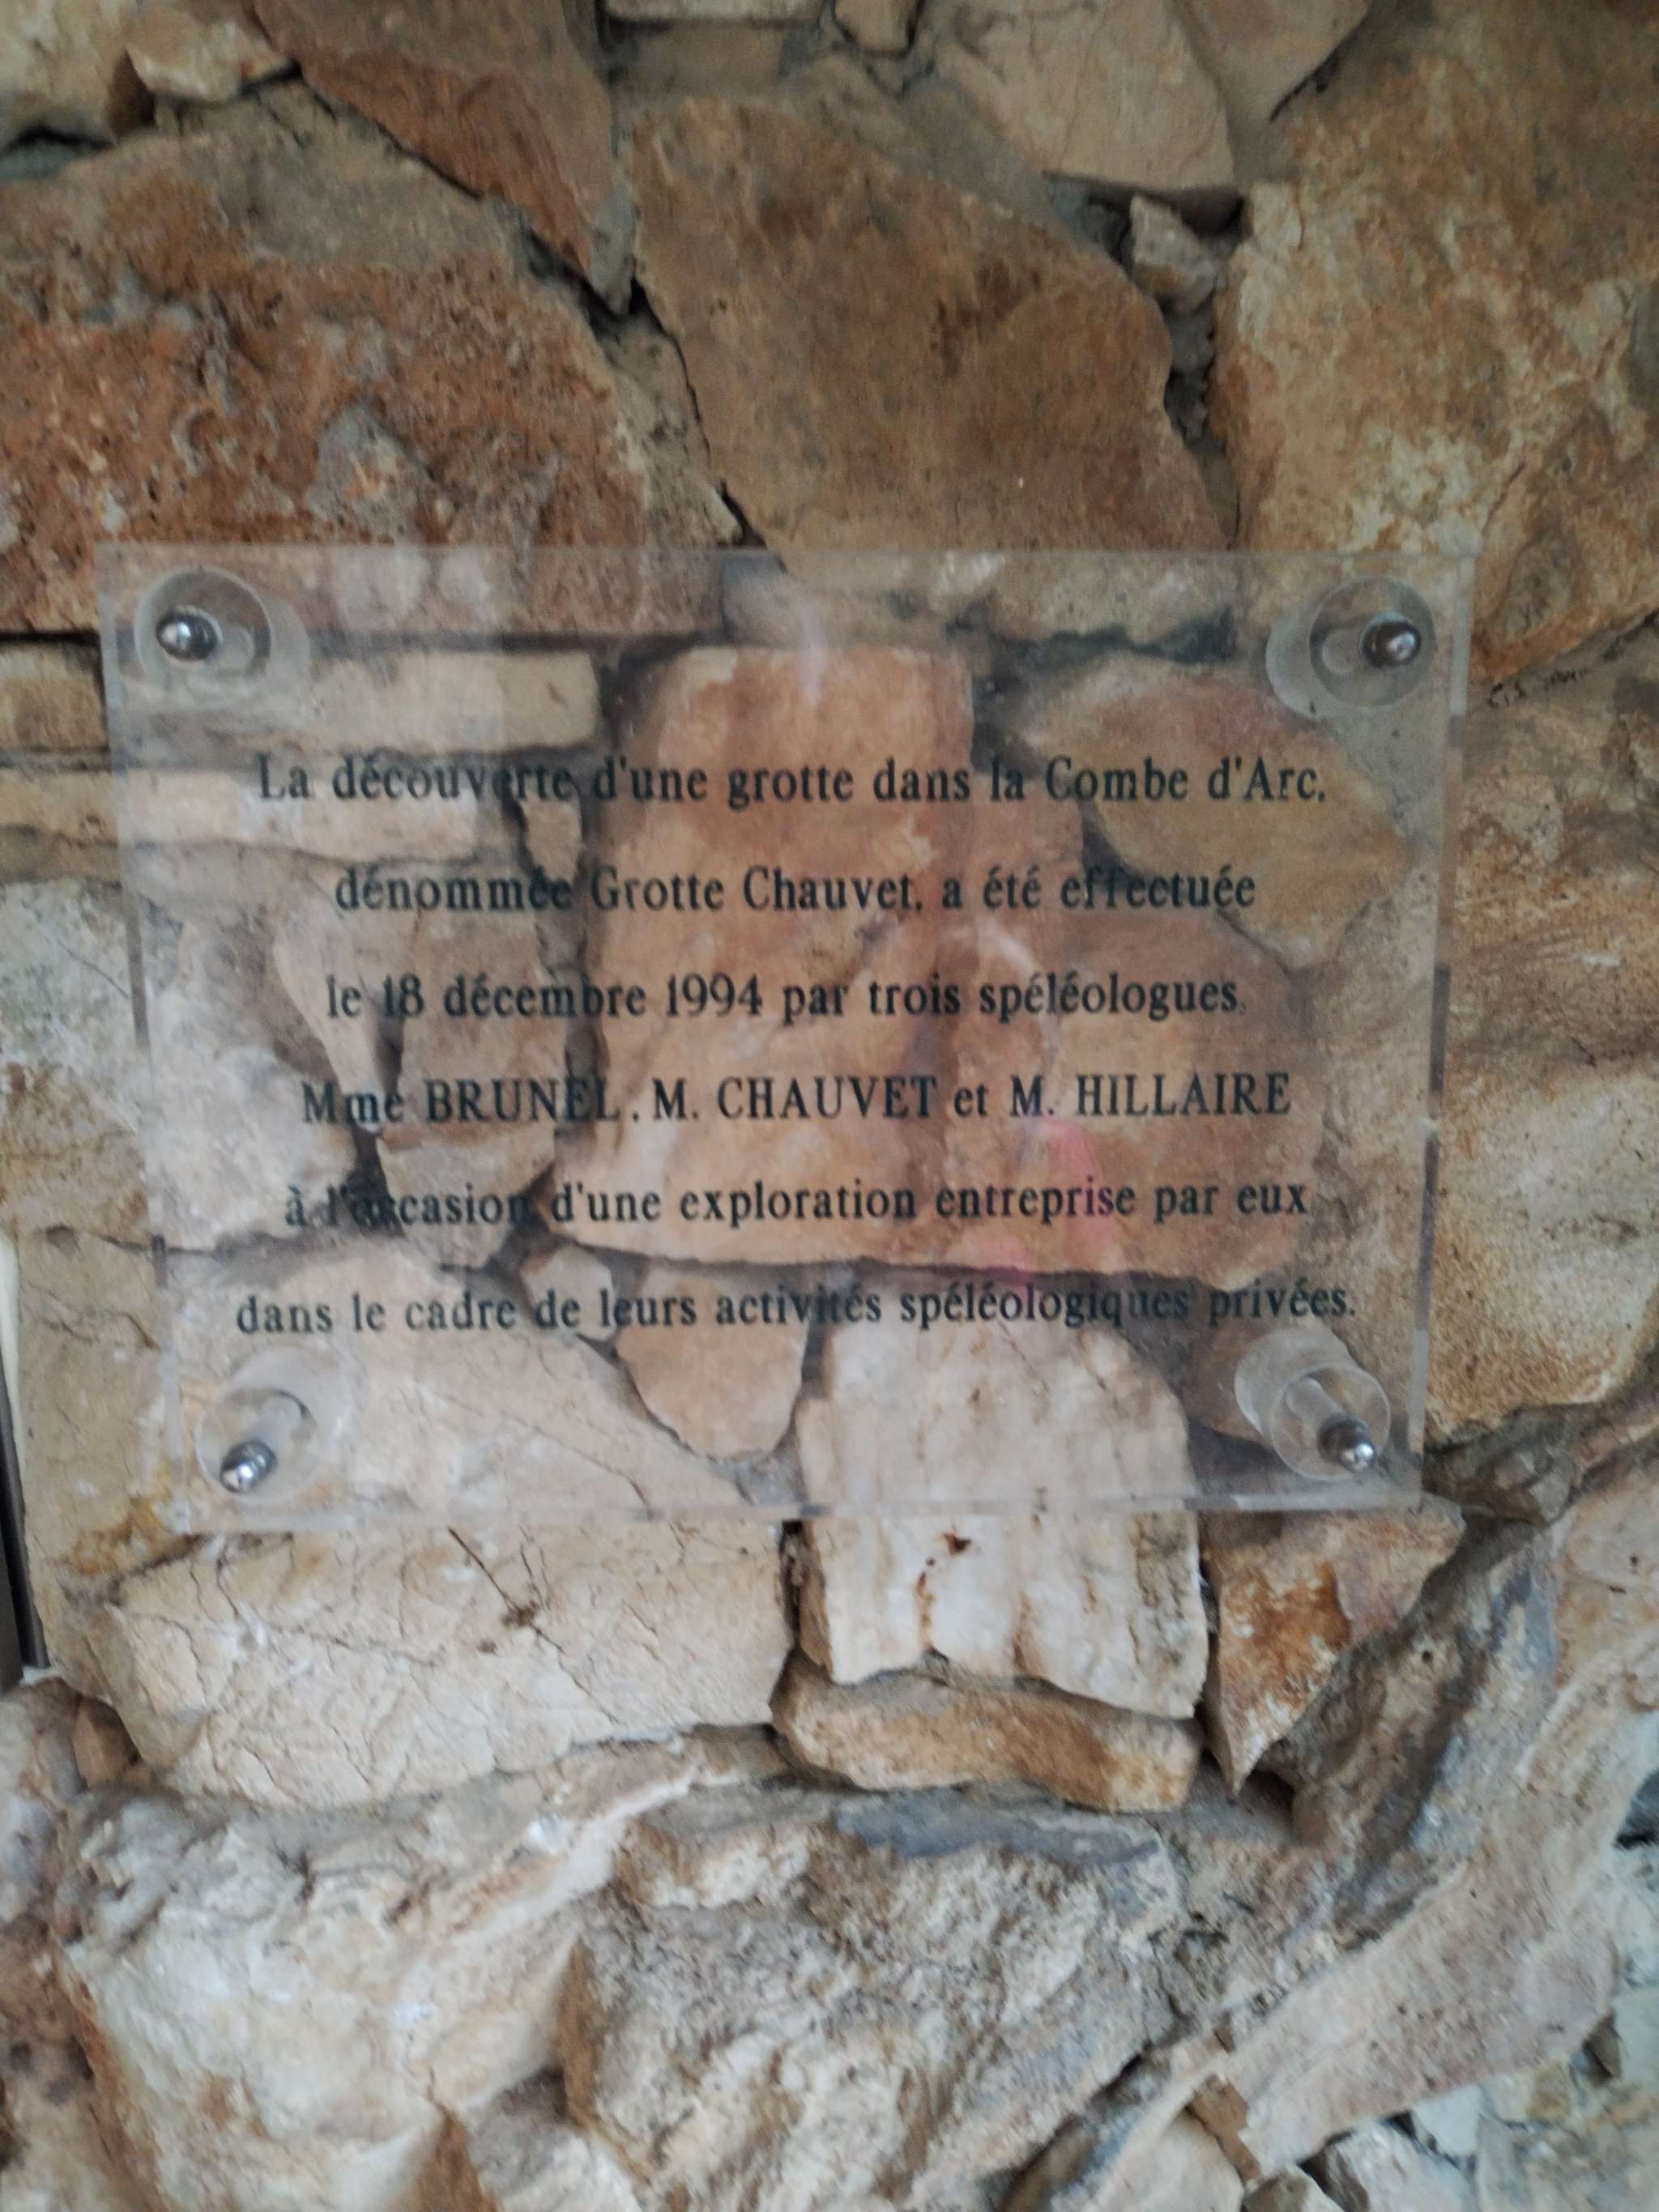 La découverte d'une grotte dans la Combe d'Arc,
dénommée Grotte Chauvet, a été effectuée
le 18 décembre 1994 par trois spéléologues,
Mme BRUNEL, M. CHAUVET et M. HILLAIRE
à l'occasion d'une exploration entreprise par eux
dans le cadre de leurs activités spéléologiques privées.